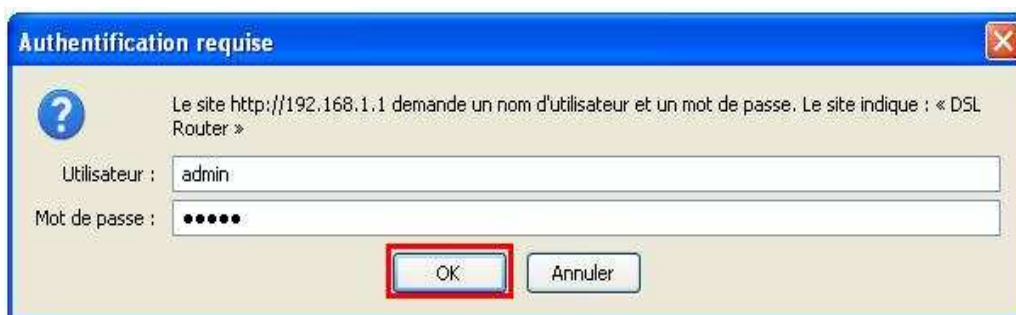 Authentification requise
Le site http://192.168.1.1 demande un nom d'utilisateur et un mot de passe. Le site indique : « DSL
Router »
Utilisateur : admin
Mot de passe : •••••
OK Annuler